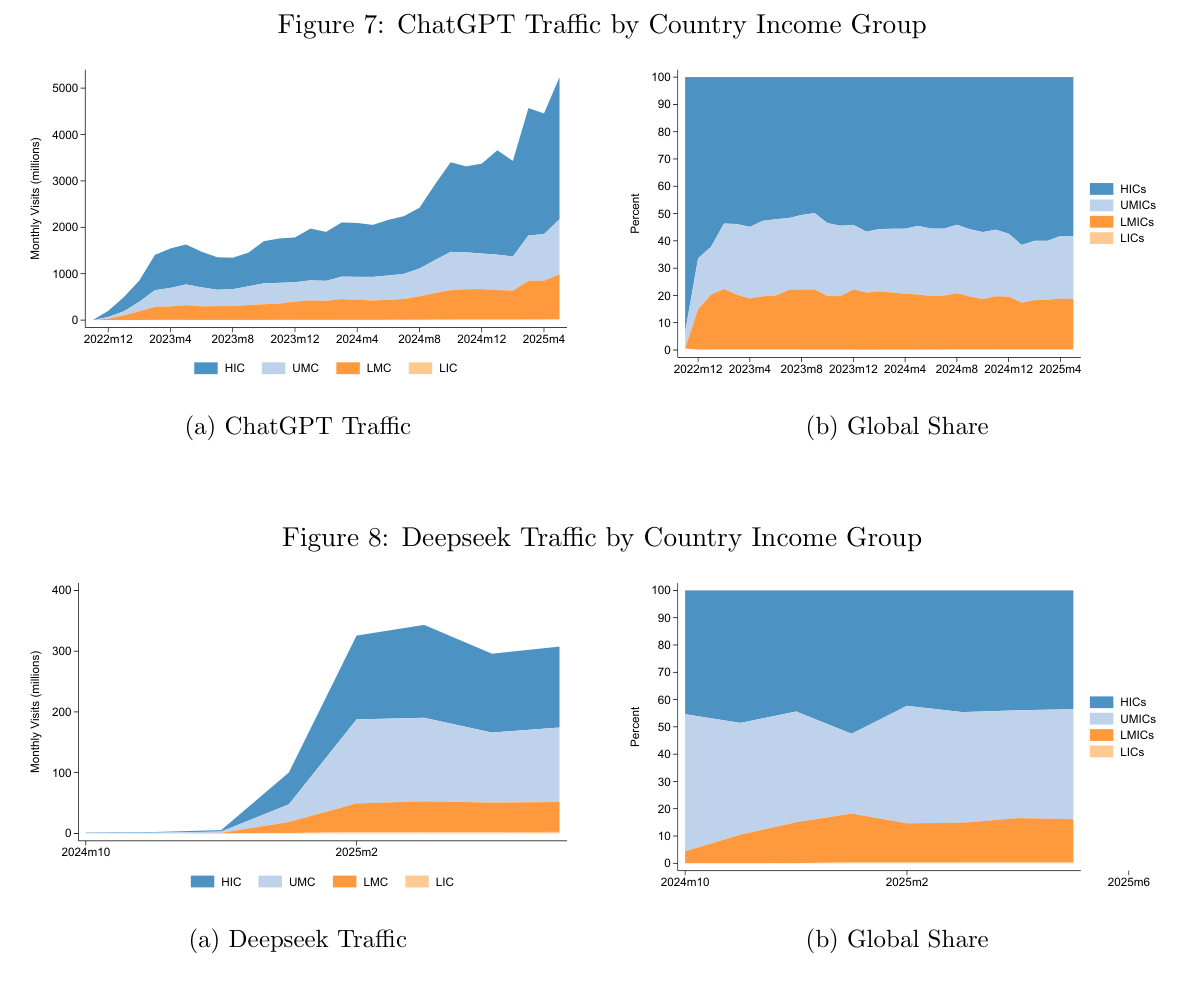 Figure 7: ChatGPT Traffic by Country Income Group
Monthly Visits (millions)
5000
4000
3000
2000
1000
0
2022m12 2023m4 2023m8 2023m12 2024m4 2024m8 2024m12 2025m4
HIC UMC LMC LIC
(a) ChatGPT Traffic
Percent
100
90
80
70
60
50
40
30
20
10
0
2022m12 2023m4 2023m8 2023m12 2024m4 2024m8 2024m12 2025m4
HICs
UMICs
LMICs
LICs
(b) Global Share
Figure 8: Deepseek Traffic by Country Income Group
Monthly Visits (millions)
400
300
200
100
0
2024m10 2025m2
HIC UMC LMC LIC
(a) Deepseek Traffic
Percent
100
90
80
70
60
50
40
30
20
10
0
2024m10 2025m2 2025m6
HICs
UMICs
LMICs
LICs
(b) Global Share